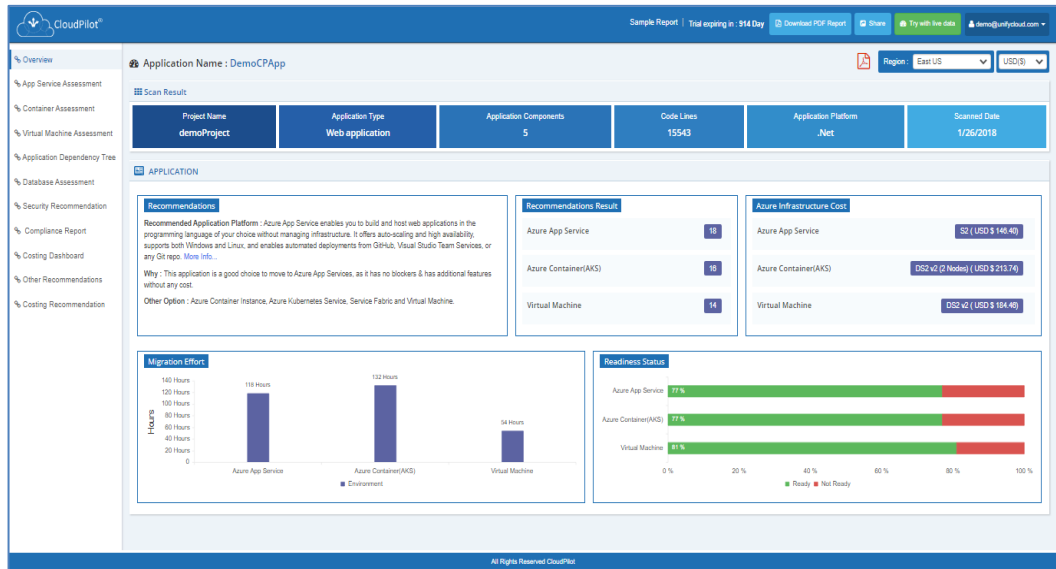 CloudPilot®
Sample Report | Trial expiring in : 914 Day Download PDF Report Share Try with live data demo@unifycloud.com
Overview
App Service Assessment
Container Assessment
Virtual Machine Assessment
Application Dependency Tree
Database Assessment
Security Recommendation
Compliance Report
Costing Dashboard
Other Recommendations
Costing Recommendation
Application Name : DemoCPApp
Region : East US USD($)
Scan Result
Project Name
demoProject
Application Type
Web application
Application Components
5
Code Lines
15543
Application Platform
.Net
Scanned Date
1/26/2018
APPLICATION
Recommendations
Recommended Application Platform : Azure App Service enables you to build and host web applications in the
programming language of your choice without managing infrastructure. It offers auto-scaling and high availability,
supports both Windows and Linux, and enables automated deployments from GitHub, Visual Studio Team Services, or
any Git repo. More Info...
Why : This application is a good choice to move to Azure App Services, as it has no blockers & has additional features
without any cost.
Other Option : Azure Container Instance, Azure Kubernetes Service, Service Fabric and Virtual Machine.
Recommendations Result
Azure App Service 18
Azure Container(AKS) 18
Virtual Machine 14
Azure Infrastructure Cost
Azure App Service S2 ( USD $ 146.40)
Azure Container(AKS) DS2 v2 (2 Nodes) ( USD $ 213.74)
Virtual Machine DS2 v2 ( USD $ 184.46)
Migration Effort
Hours
140 Hours
120 Hours
100 Hours
80 Hours
60 Hours
40 Hours
20 Hours
0
118 Hours
132 Hours
54 Hours
Azure App Service Azure Container(AKS) Virtual Machine
Environment
Readiness Status
Azure App Service 77 %
Azure Container(AKS) 77 %
Virtual Machine 81 %
0 % 20 % 40 % 60 % 80 % 100 %
Ready Not Ready
All Rights Reserved CloudPilot